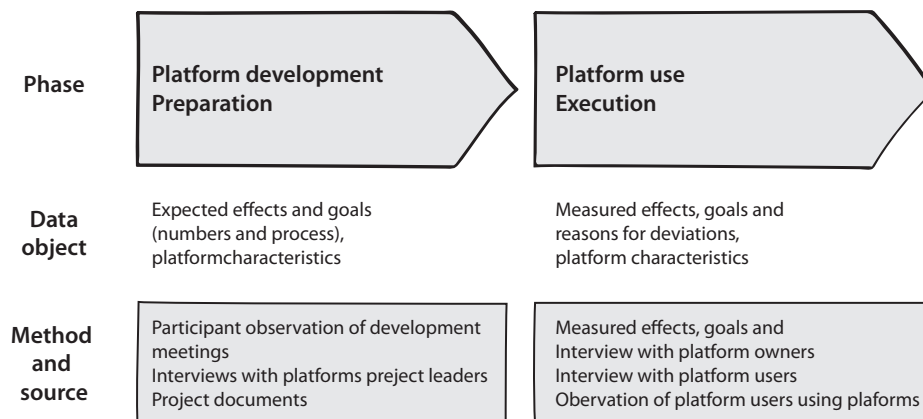 Phase
Platform development
Preparation
Platform use
Execution
Data
object
Expected effects and goals
(numbers and process),
platformcharacteristics
Measured effects, goals and
reasons for deviations,
platform characteristics
Method
and
source
Participant observation of development
meetings
Interviews with platforms preject leaders
Project documents
Measured effects, goals and
Interview with platform owners
Interview with platform users
Obervation of platform users using plaforms